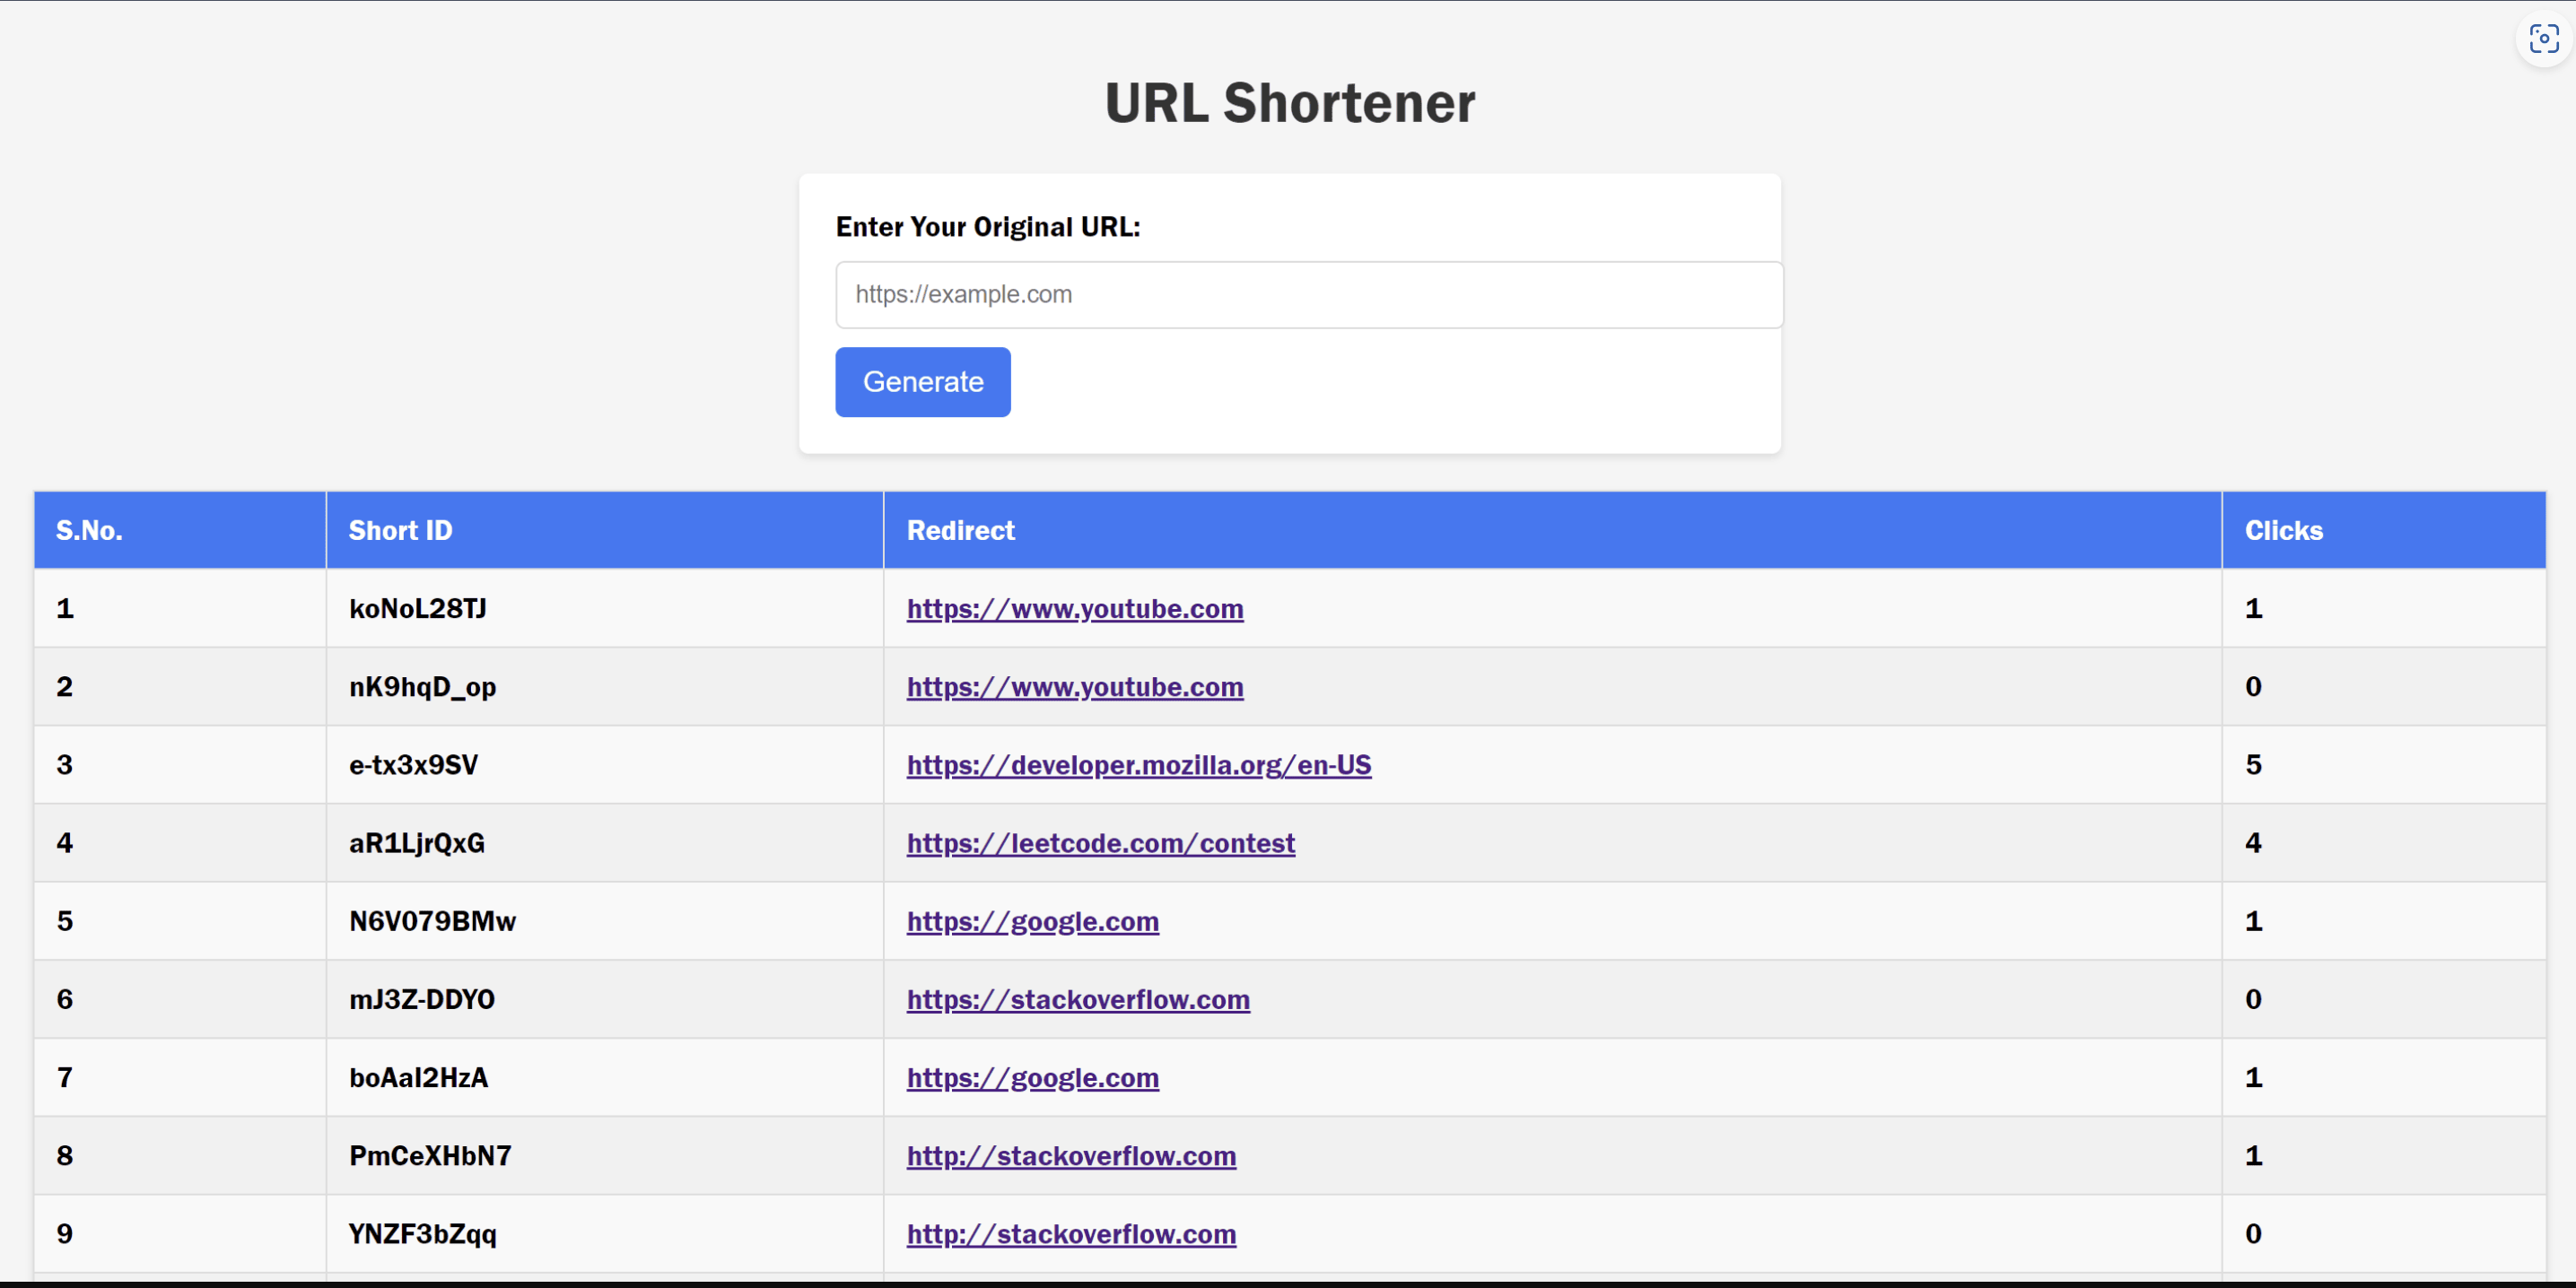 URL Shortener
Enter Your Original URL:
https://example.com
Generate
S.No. Short ID Redirect Clicks
1 koNoL28TJ https://www.youtube.com 1
2 nK9hqD_op https://www.youtube.com 0
3 e-tx3x9SV https://developer.mozilla.org/en-US 5
4 aR1LjrQxG https://leetcode.com/contest 4
5 N6V079BMw https://google.com 1
6 mJ3Z-DDYO https://stackoverflow.com 0
7 boAaI2HzA https://google.com 1
8 PmCeXHbN7 http://stackoverflow.com 1
9 YNZF3bZqq http://stackoverflow.com 0